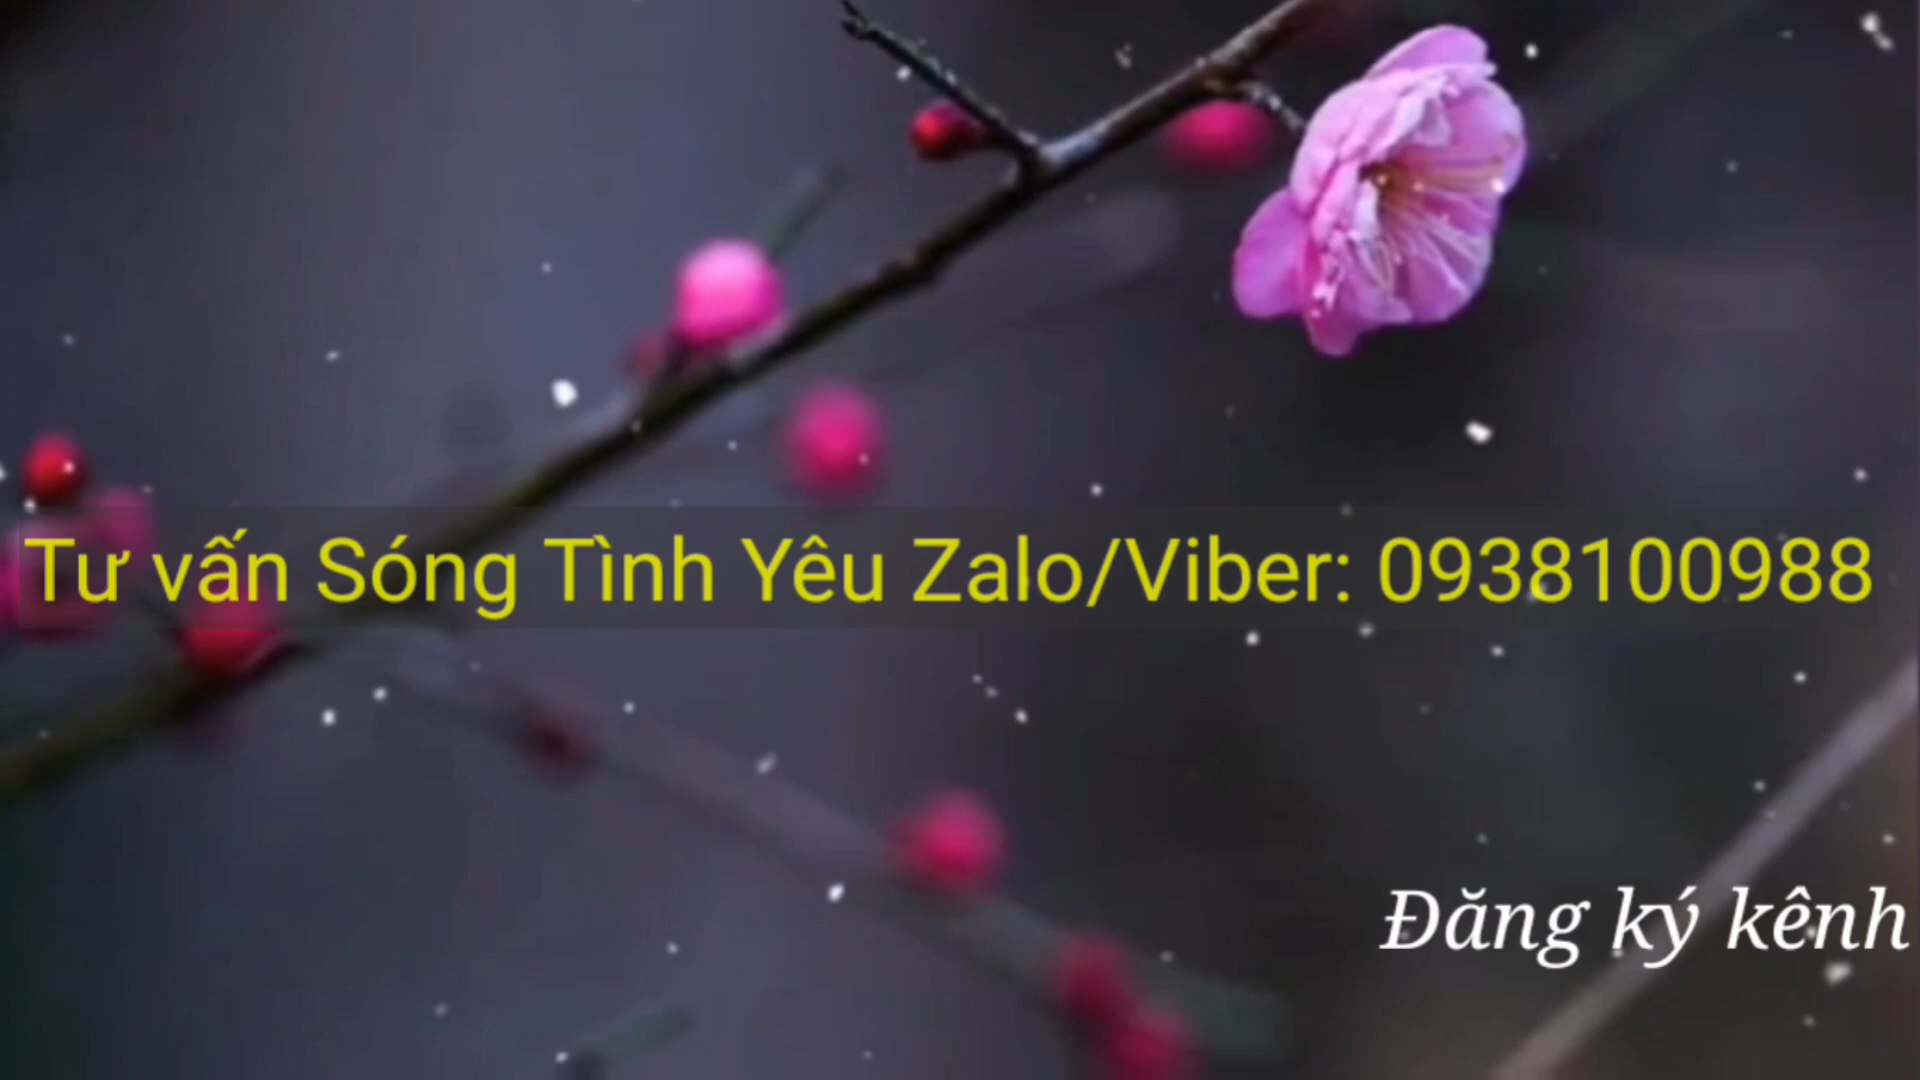 Tư vấn Sóng Tình Yêu Zalo/Viber: 0938100988
Đăng ký kênh